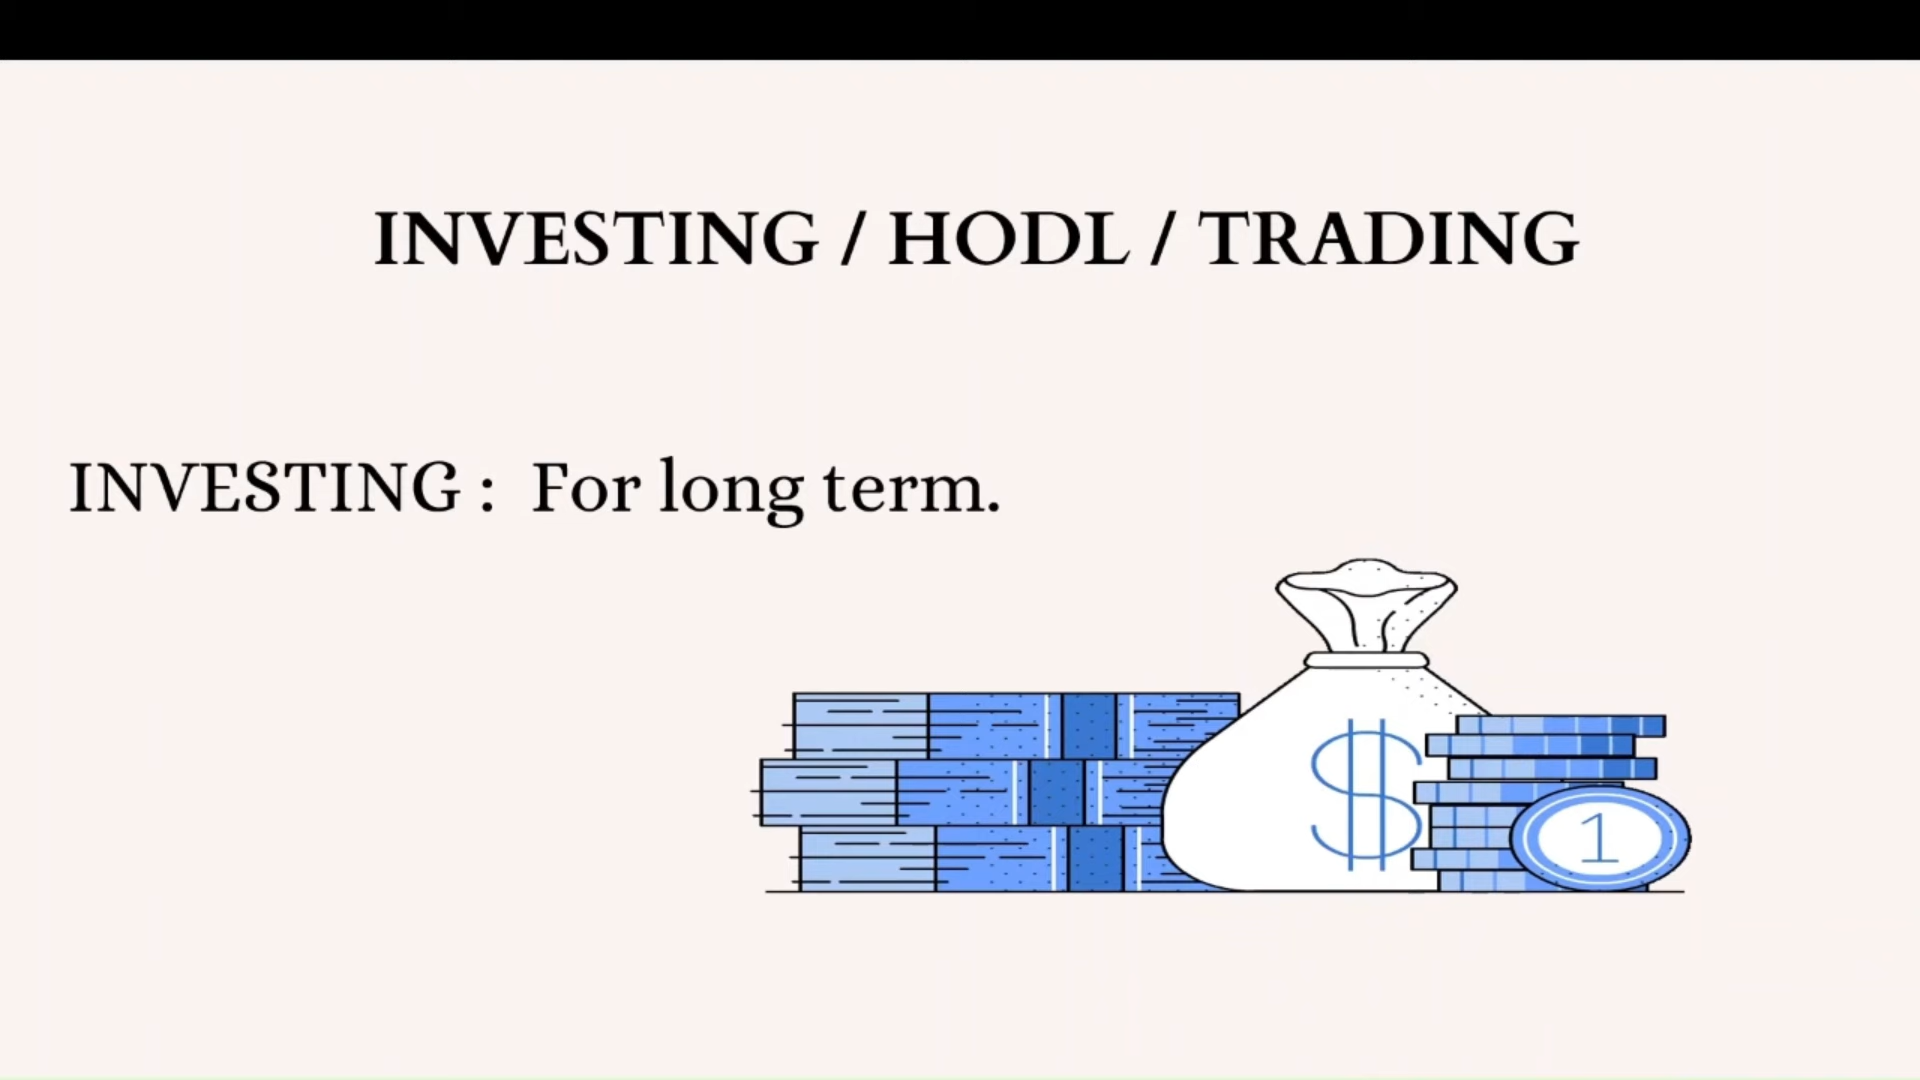 INVESTING / HODL / TRADING
INVESTING : For long term.
$
1